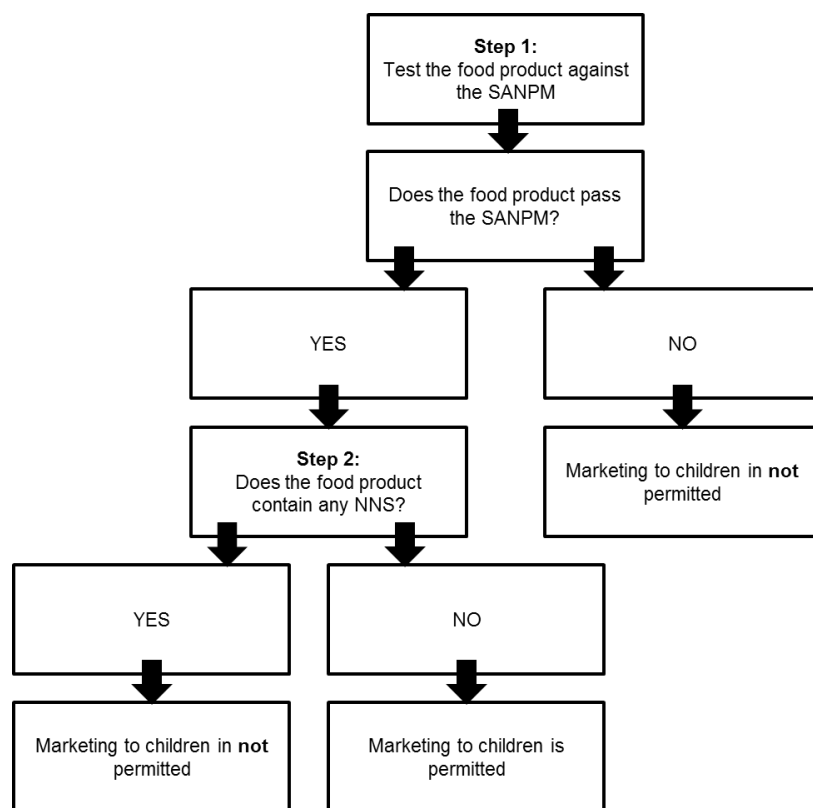 Step 1:
Test the food product against
the SANPM
Does the food product pass
the SANPM?
YES
NO
Step 2:
Does the food product
contain any NNS?
Marketing to children in not
permitted
YES
NO
Marketing to children in not
permitted
Marketing to children is
permitted